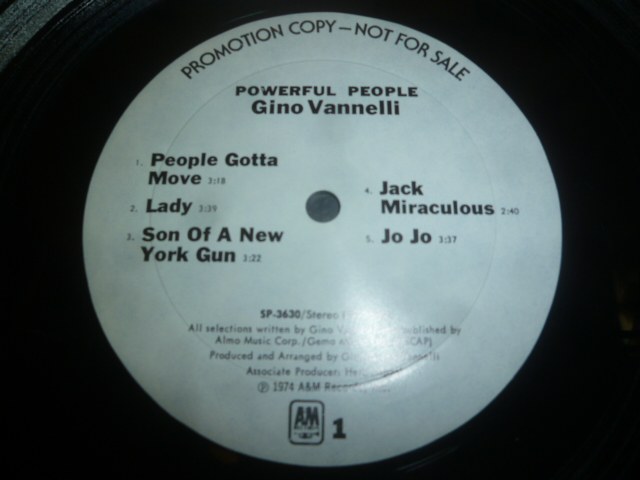 PROMOTION COPY—NOT FOR SALE
POWERFUL PEOPLE
Gino Vannelli
1. People Gotta
Move 3:18
2. Lady 3:39
3. Son Of A New
York Gun 3:22
4. Jack
Miraculous 2:40
5. Jo Jo 3:37
SP-3630/Stereo
All selections written by Gino
Almo Music Corp./Gemo
Produced and Arranged by
Associate Producer:
℗ 1974 A&M
A&M 1